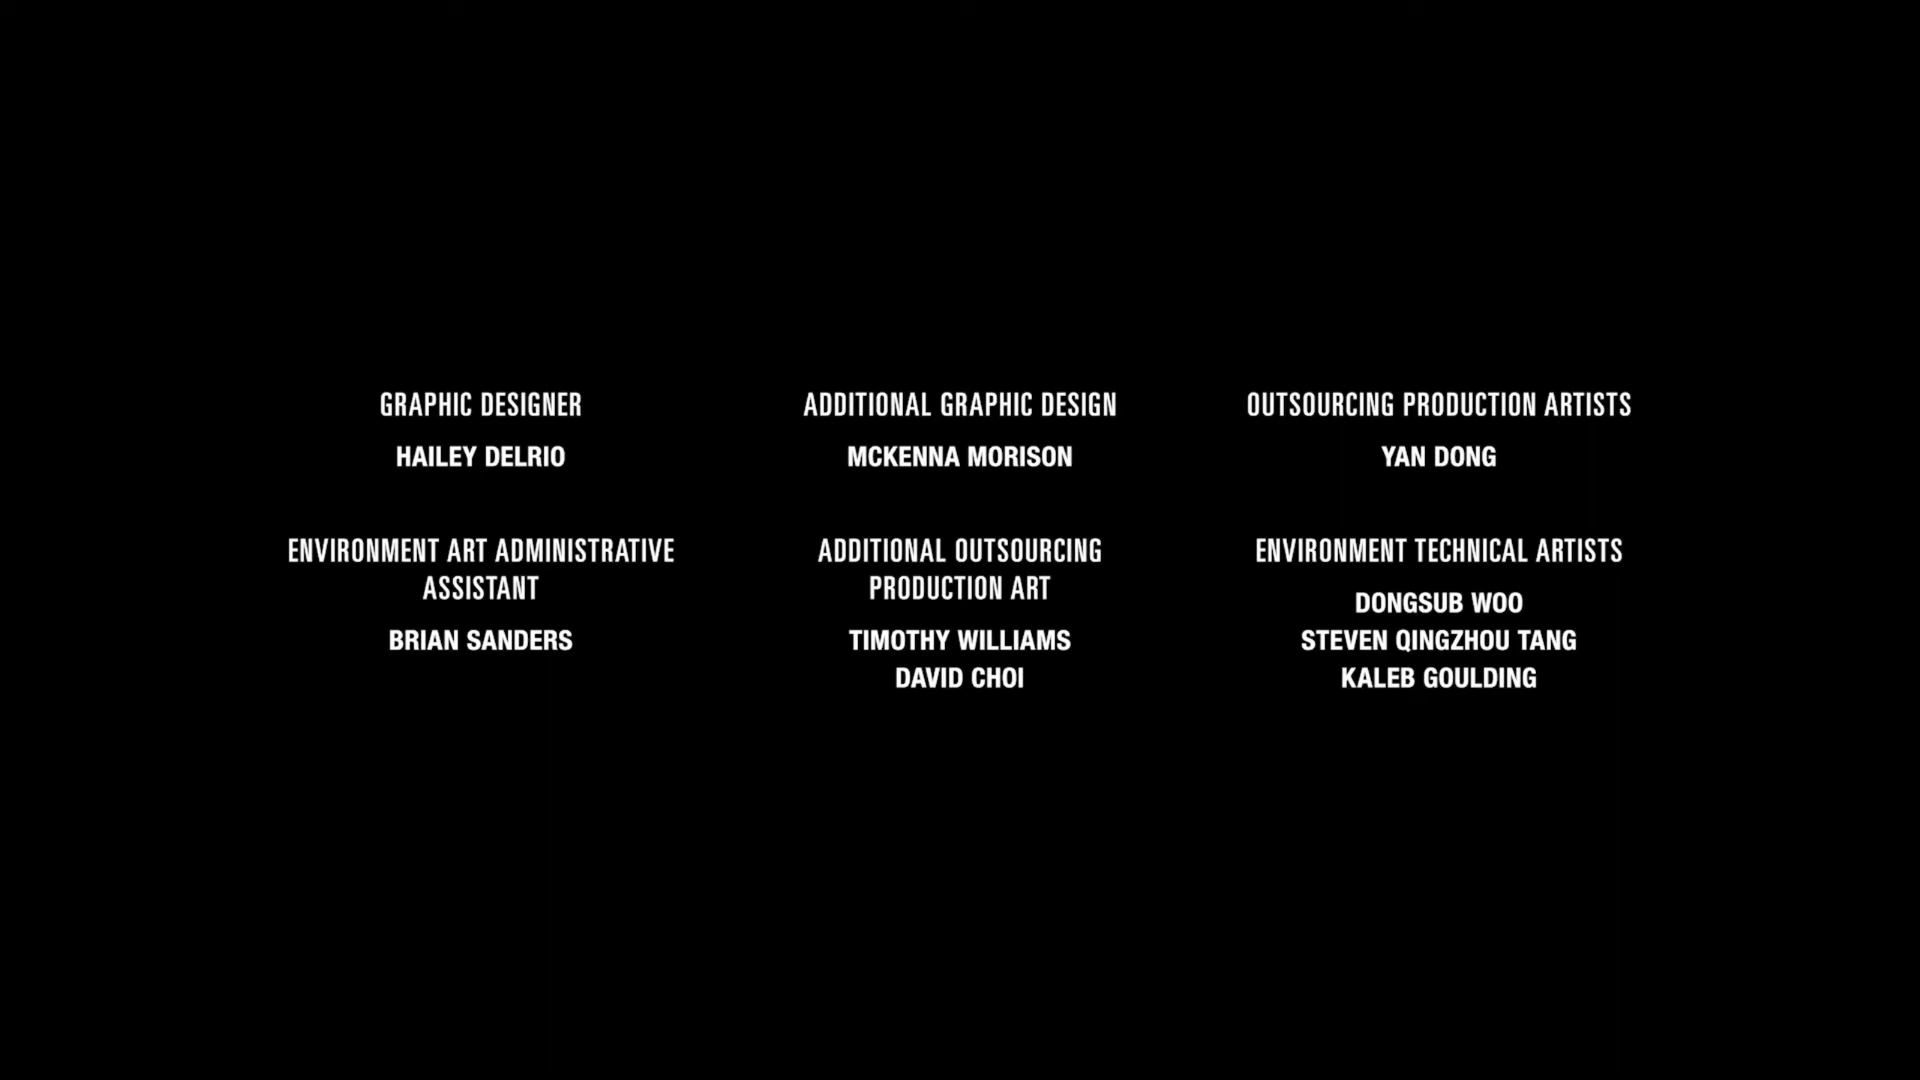 GRAPHIC DESIGNER
HAILEY DELRIO
ADDITIONAL GRAPHIC DESIGN
MCKENNA MORISON
OUTSOURCING PRODUCTION ARTISTS
YAN DONG
ENVIRONMENT ART ADMINISTRATIVE
ASSISTANT
BRIAN SANDERS
ADDITIONAL OUTSOURCING
PRODUCTION ART
TIMOTHY WILLIAMS
DAVID CHOI
ENVIRONMENT TECHNICAL ARTISTS
DONGSUB WOO
STEVEN QINGZHOU TANG
KALEB GOULDING